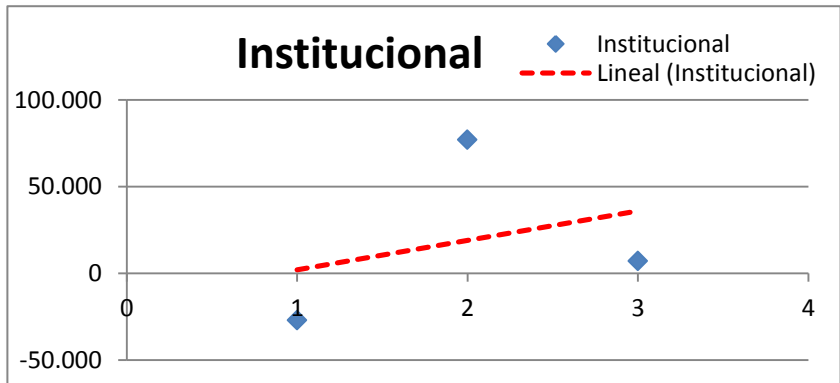 Institucional
Institucional
Lineal (Institucional)
100.000
50.000
0
0 1 2 3 4
-50.000